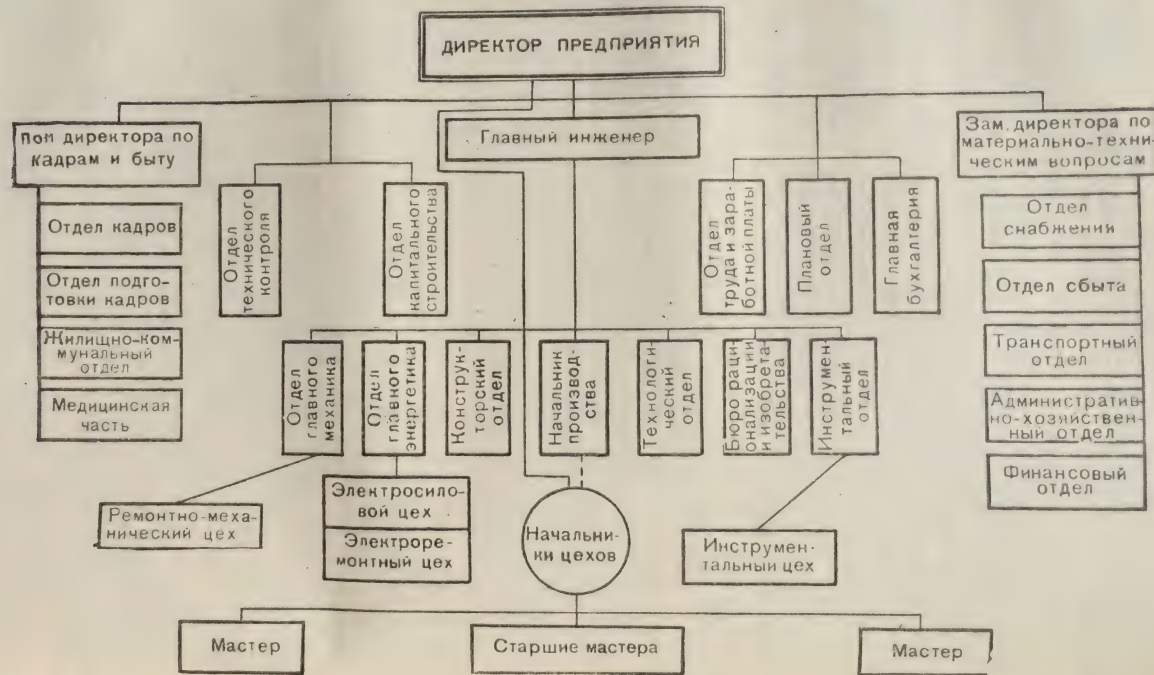 ДИРЕКТОР ПРЕДПРИЯТИЯ
Пом директора по
кадрам и быту
Главный инженер
Зам. директора по
материально-техни-
ческим вопросам
Отдел кадров
Отдел подго-
товки кадров
Жилищно-ком-
мунальный
отдел
Медицинская
часть
Отдел
технического
контроля
Отдел
капитального
строительства
Отдел
труда и зара-
ботной платы
Плановый
отдел
Главная
бухгалтерия
Отдел
снабжения
Отдел сбыта
Транспортный
отдел
Административ-
но-хозяйствен-
ный отдел
Финансовый
отдел
Отдел
главного
механика
Отдел
главного
энергетика
Конструк-
торский
отдел
Начальник
производ-
ства
Технологи-
ческий
отдел
Бюро раци-
онализации
и изобрета-
тельства
Инструмен-
тальный
отдел
Ремонтно-меха-
нический цех
Электросило-
вой цех
Электроре-
монтный цех
Начальни-
ки цехов
Инструмен-
тальный цех
Мастер
Старшие мастера
Мастер